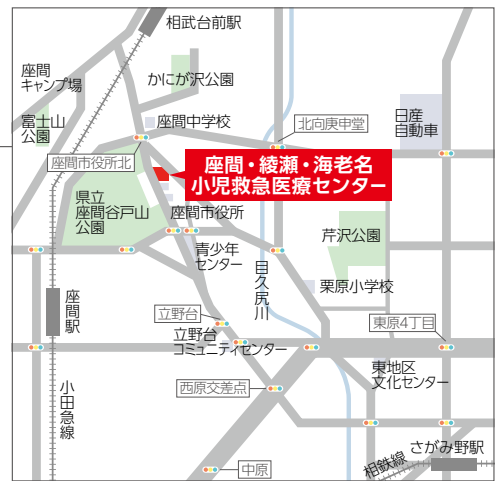 相武台前駅
座間
キャンプ場
かにが沢公園
富士山
公園
座間中学校
北向庚申堂
日産
自動車
座間市役所北
座間・綾瀬・海老名
小児救急医療センター
県立
座間谷戸山
公園
座間市役所
芹沢公園
青少年
センター
目久尻川
栗原小学校
座間駅
立野台
東原4丁目
立野台
コミュニティセンター
東地区
文化センター
西原交差点
小田急線
さがみ野駅
相鉄線
中原